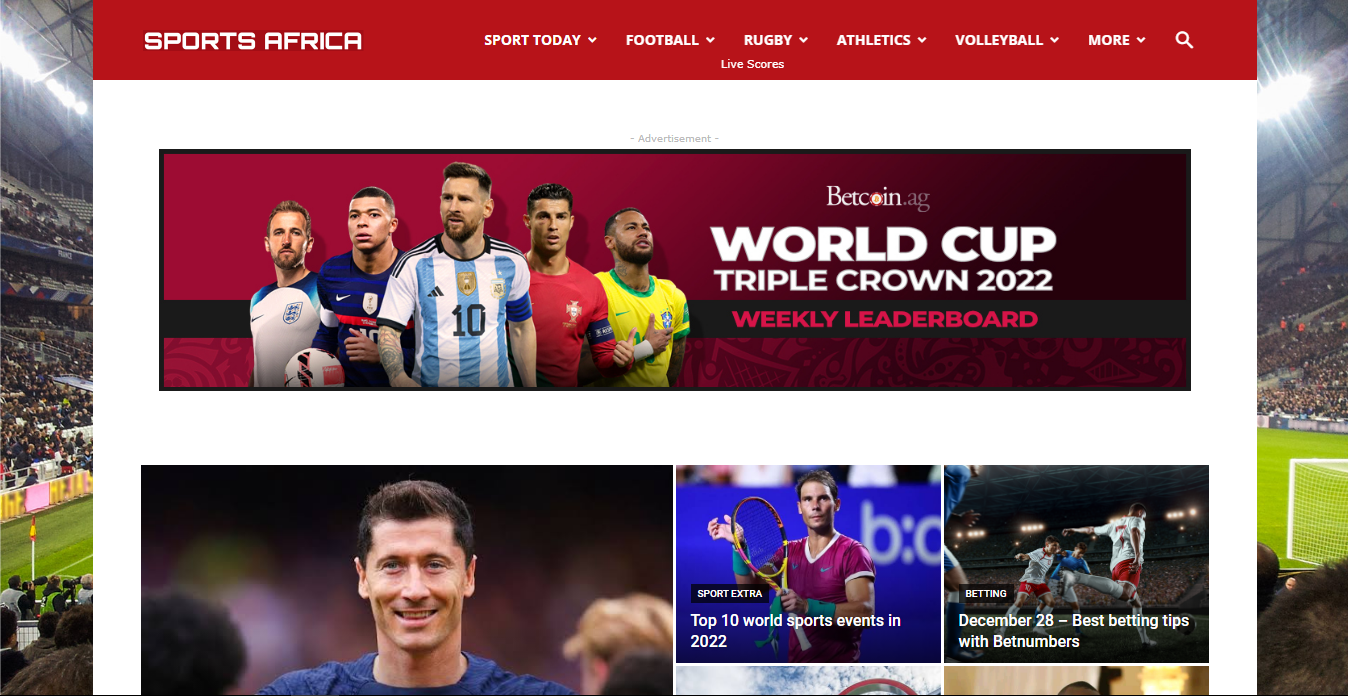 SPORTS AFRICA
SPORT TODAY
FOOTBALL
RUGBY
ATHLETICS
VOLLEYBALL
MORE
Live Scores
- Advertisement -
Betcoin.ag
WORLD CUP
TRIPLE CROWN 2022
WEEKLY LEADERBOARD
10
SPORT EXTRA
Top 10 world sports events in
2022
BETTING
December 28 – Best betting tips
with Betnumbers